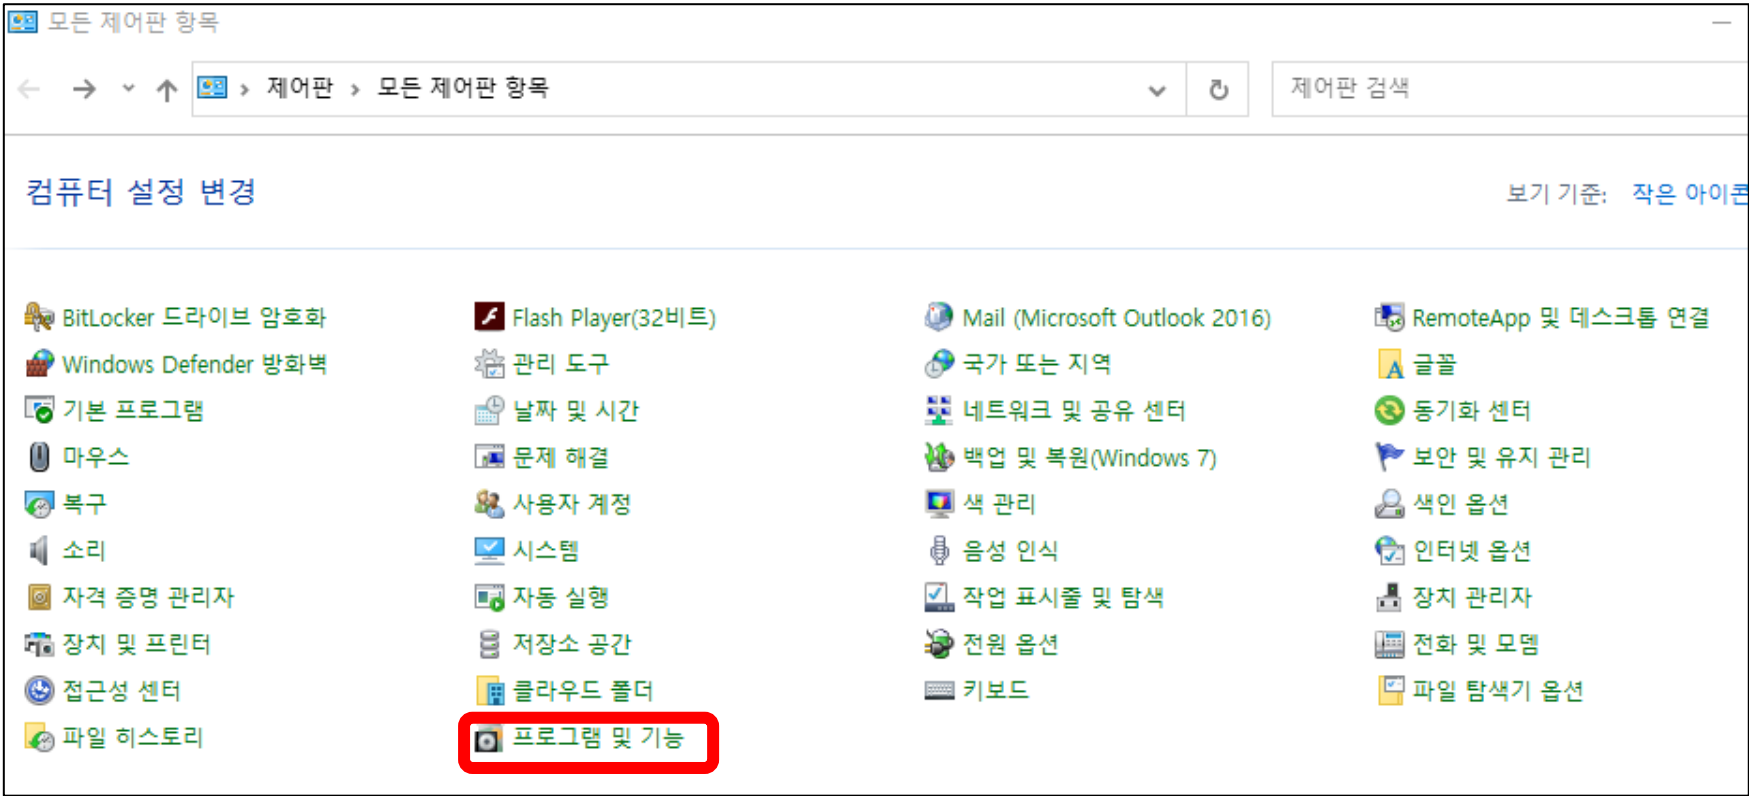 모든 제어판 항목
제어판 › 모든 제어판 항목
제어판 검색
컴퓨터 설정 변경
보기 기준: 작은 아이콘
BitLocker 드라이브 암호화
Flash Player(32비트)
Mail (Microsoft Outlook 2016)
RemoteApp 및 데스크톱 연결
Windows Defender 방화벽
관리 도구
국가 또는 지역
글꼴
기본 프로그램
날짜 및 시간
네트워크 및 공유 센터
동기화 센터
마우스
문제 해결
백업 및 복원(Windows 7)
보안 및 유지 관리
복구
사용자 계정
색 관리
색인 옵션
소리
시스템
음성 인식
인터넷 옵션
자격 증명 관리자
자동 실행
작업 표시줄 및 탐색
장치 관리자
장치 및 프린터
저장소 공간
전원 옵션
전화 및 모뎀
접근성 센터
클라우드 폴더
키보드
파일 탐색기 옵션
파일 히스토리
프로그램 및 기능